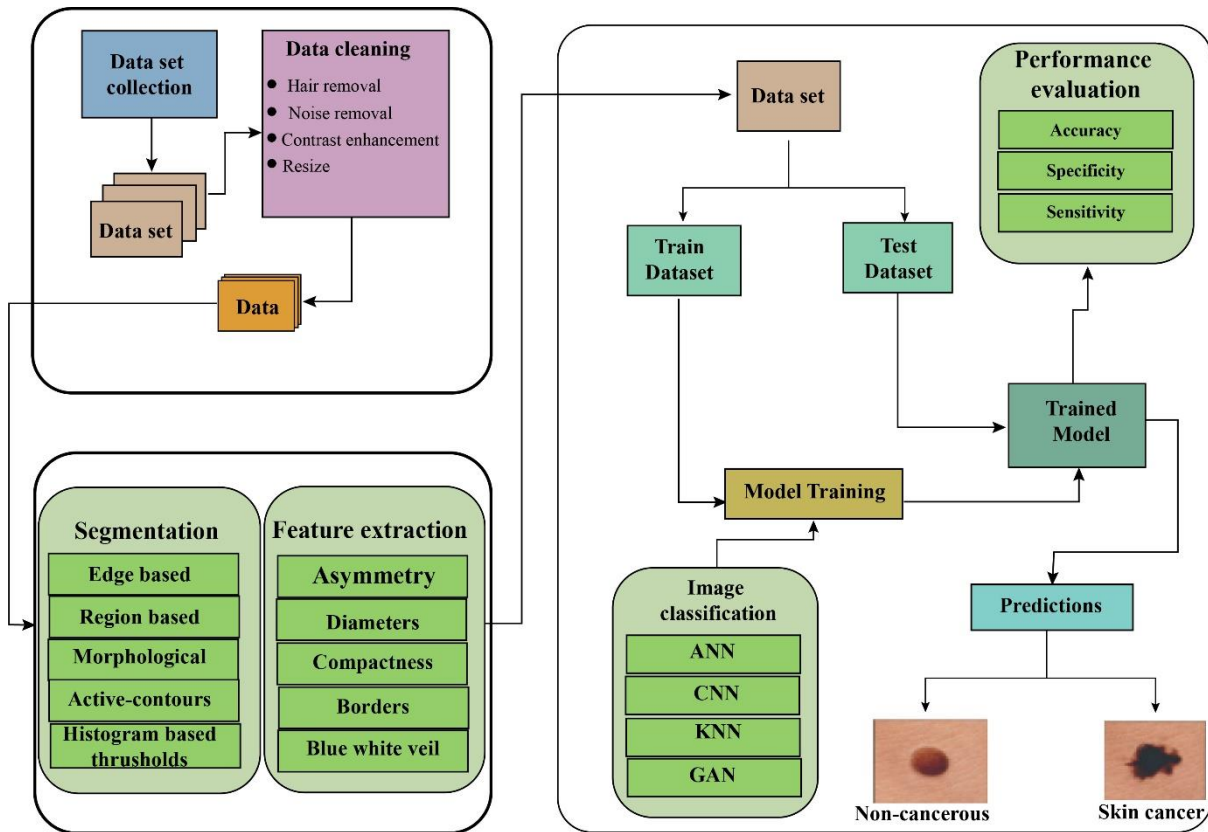 Data set
collection
Data set
Data cleaning
Hair removal
Noise removal
Contrast enhancement
Resize
Data
Segmentation
Edge based
Region based
Morphological
Active-contours
Histogram based
thrusholds
Feature extraction
Asymmetry
Diameters
Compactness
Borders
Blue white veil
Data set
Train
Dataset
Test
Dataset
Model Training
Image
classification
ANN
CNN
KNN
GAN
Trained
Model
Performance
evaluation
Accuracy
Specificity
Sensitivity
Predictions
Non-cancerous
Skin cancer